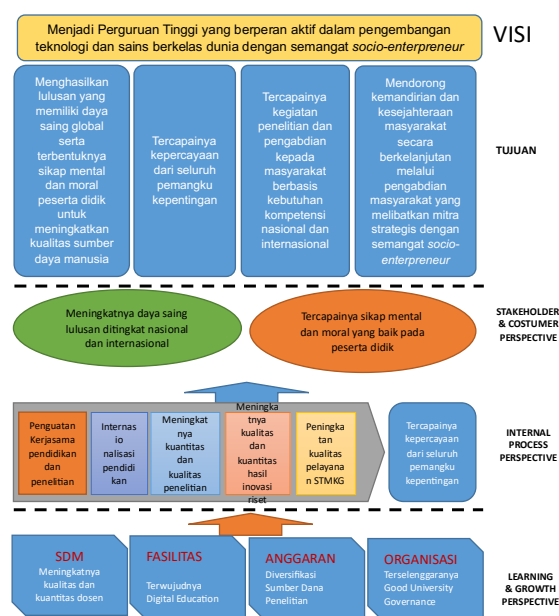 Menjadi Perguruan Tinggi yang berperan aktif dalam pengembangan
teknologi dan sains berkelas dunia dengan semangat socio-enterpreneur
VISI
Menghasilkan
lulusan yang
memiliki daya
saing global
serta
terbentuknya
sikap mental
dan moral
peserta didik
untuk
meningkatkan
kualitas sumber
daya manusia
Tercapainya
kepercayaan
dari seluruh
pemangku
kepentingan
Tercapainya
kegiatan
penelitian dan
pengabdian
kepada
masyarakat
berbasis
kebutuhan
kompetensi
nasional dan
internasional
Mendorong
kemandirian dan
kesejahteraan
masyarakat
secara
berkelanjutan
melalui
pengabdian
masyarakat yang
melibatkan mitra
strategis dengan
semangat socio-
enterpreneur
TUJUAN
Meningkatnya daya saing
lulusan ditingkat nasional
dan internasional
Tercapainya sikap mental
dan moral yang baik pada
peserta didik
STAKEHOLDER
& COSTUMER
PERSPECTIVE
Penguatan
Kerjasama
pendidikan
dan
penelitian
Internas
io
nalisasi
pendidi
kan
Meningkat
nya
kuantitas
dan
kualitas
penelitian
Meningka
tnya
kualitas
dan
kuantitas
hasil
inovasi
riset
Peningka
tan
kualitas
pelayana
n STMKG
Tercapainya
kepercayaan
dari seluruh
pemangku
kepentingan
INTERNAL
PROCESS
PERSPECTIVE
SDM
Meningkatnya
kualitas dan
kuantitas dosen
FASILITAS
Terwujudnya
Digital Education
ANGGARAN
Diversifikasi
Sumber Dana
Penelitian
ORGANISASI
Terselenggaranya
Good University
Governance
LEARNING
& GROWTH
PERSPECTIVE